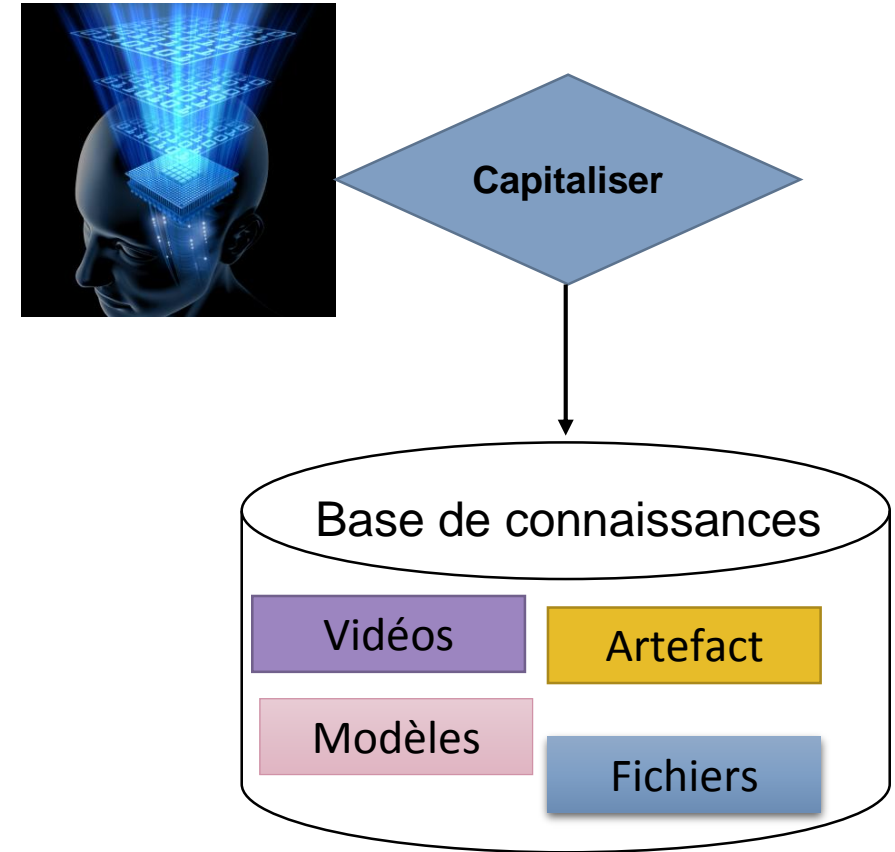 Capitaliser
Base de connaissances
Vidéos
Artefact
Modèles
Fichiers